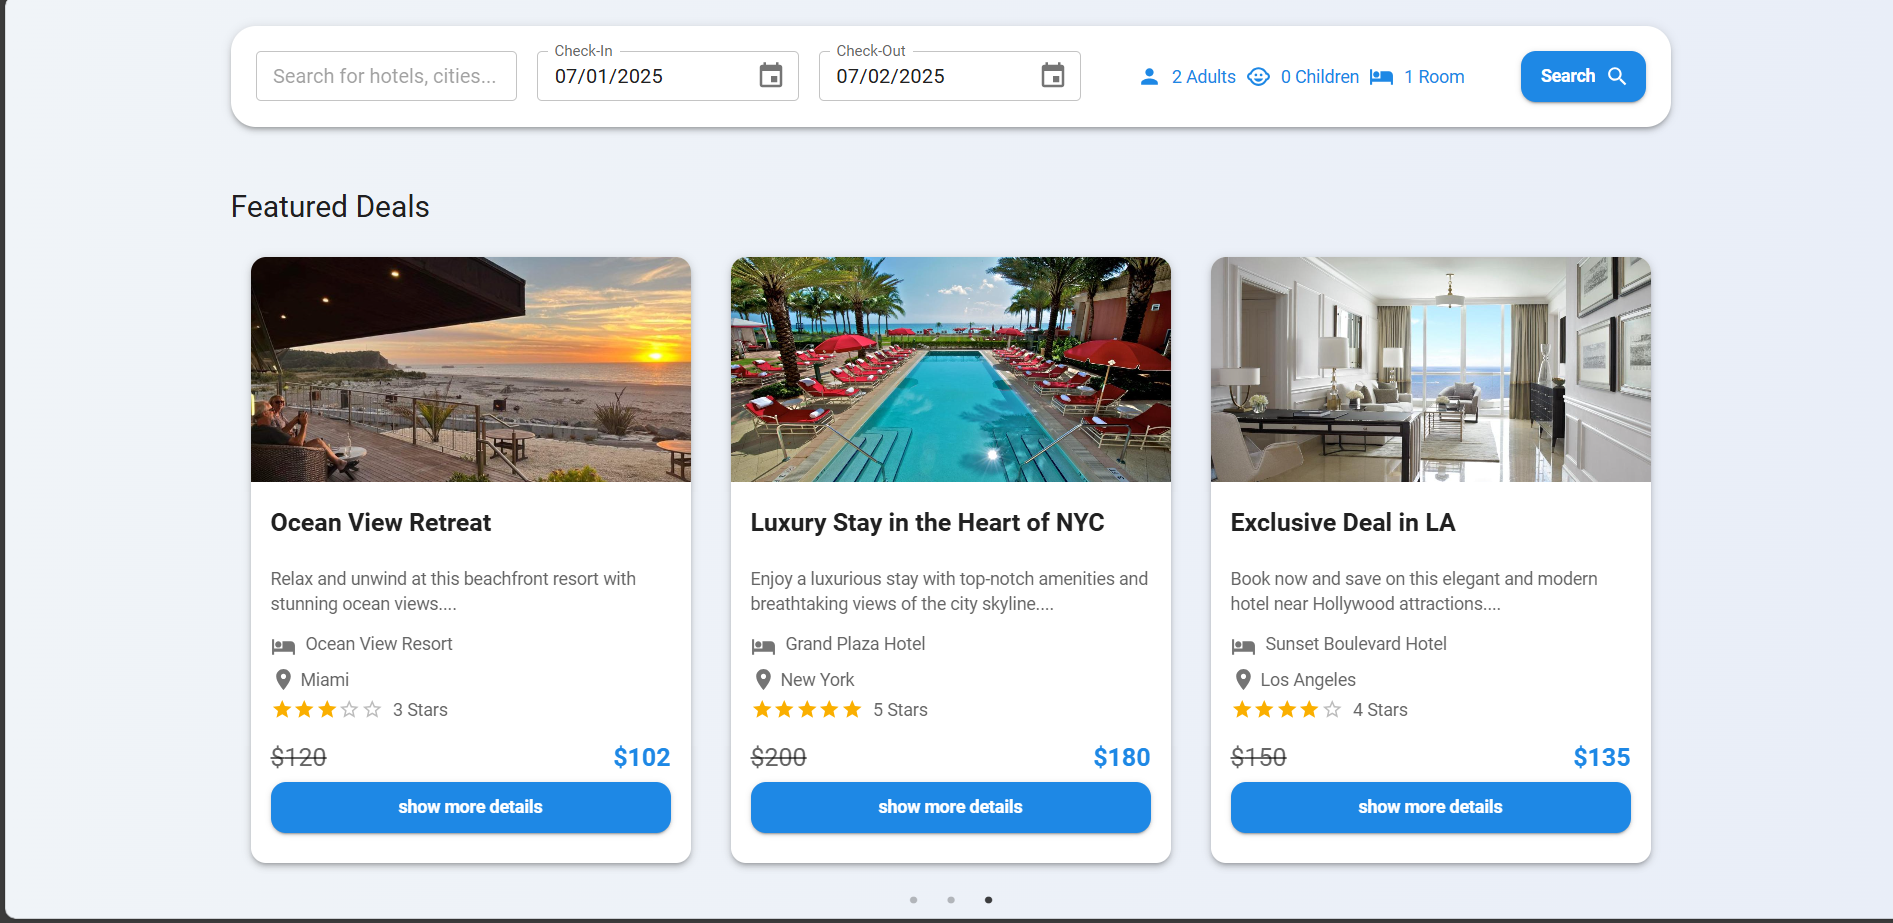 Search for hotels, cities...
Check-In
07/01/2025
Check-Out
07/02/2025
2 Adults
0 Children
1 Room
Search
Featured Deals
Ocean View Retreat
Relax and unwind at this beachfront resort with
stunning ocean views....
Ocean View Resort
Miami
3 Stars
$120
$102
show more details
Luxury Stay in the Heart of NYC
Enjoy a luxurious stay with top-notch amenities and
breathtaking views of the city skyline....
Grand Plaza Hotel
New York
5 Stars
$200
$180
show more details
Exclusive Deal in LA
Book now and save on this elegant and modern
hotel near Hollywood attractions....
Sunset Boulevard Hotel
Los Angeles
4 Stars
$150
$135
show more details